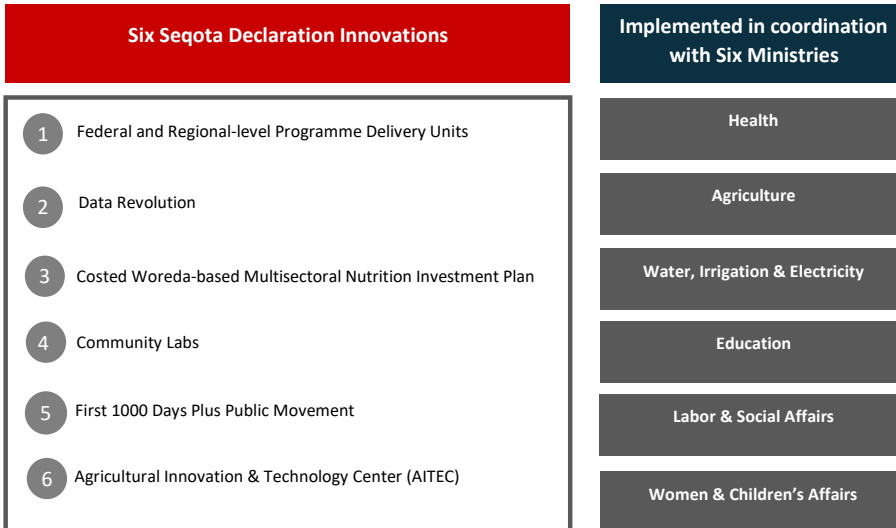 Six Seqota Declaration Innovations
1 Federal and Regional-level Programme Delivery Units
2 Data Revolution
3 Costed Woreda-based Multisectoral Nutrition Investment Plan
4 Community Labs
5 First 1000 Days Plus Public Movement
6 Agricultural Innovation & Technology Center (AITEC)
Implemented in coordination
with Six Ministries
Health
Agriculture
Water, Irrigation & Electricity
Education
Labor & Social Affairs
Women & Children’s Affairs